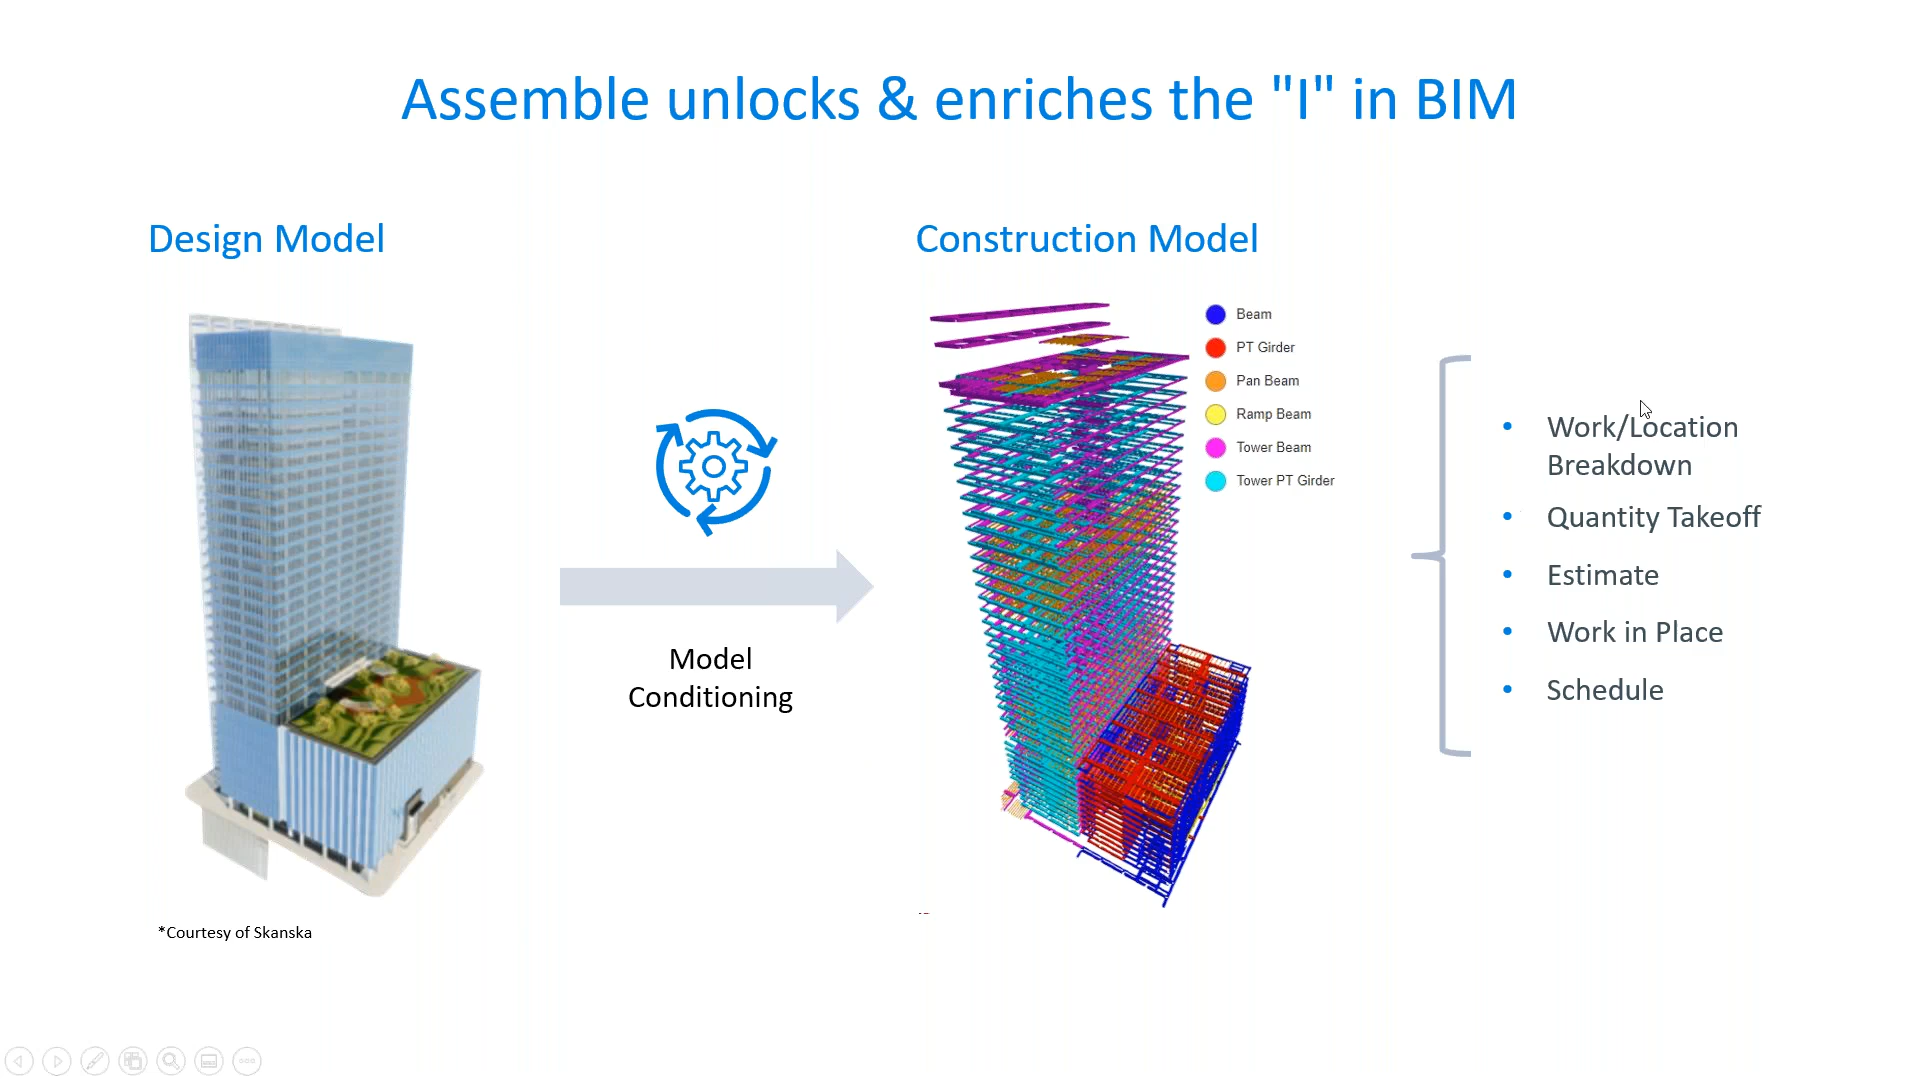 Assemble unlocks & enriches the "I" in BIM
Design Model
Construction Model
Beam
PT Girder
Pan Beam
Ramp Beam
Tower Beam
Tower PT Girder
Model
Conditioning
• Work/Location
Breakdown
• Quantity Takeoff
• Estimate
• Work in Place
• Schedule
*Courtesy of Skanska